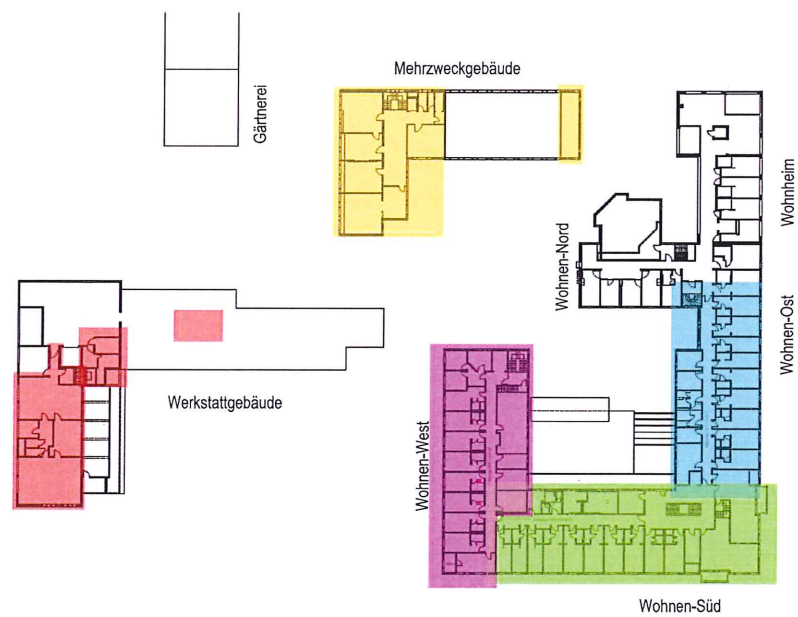 Gärtnerei
Mehrzweckgebäude
Wohnheim
Wohnen-Nord
Wohnen-Ost
Werkstattgebäude
Wohnen-West
Wohnen-Süd